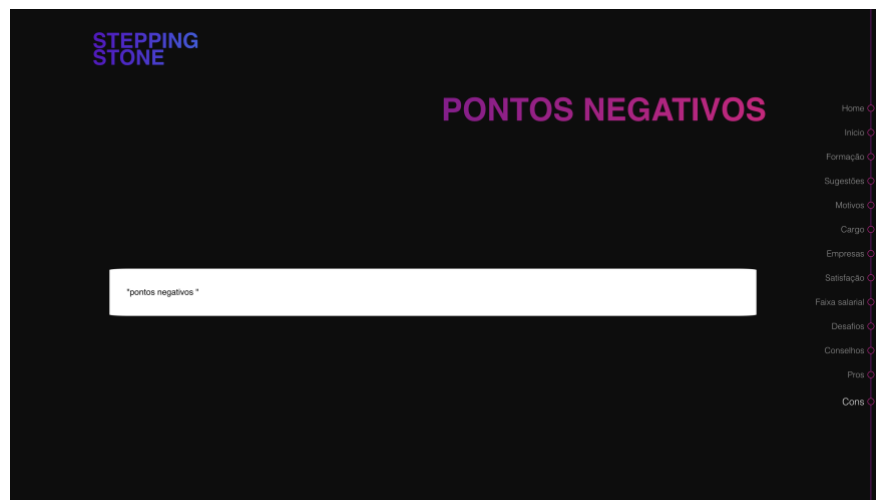 STEPPING
STONE
PONTOS NEGATIVOS
Home
Início
Formação
Sugestões
Motivos
Cargo
Empresas
Satisfação
Faixa salarial
Desafios
Conselhos
Pros
Cons
"pontos negativos "